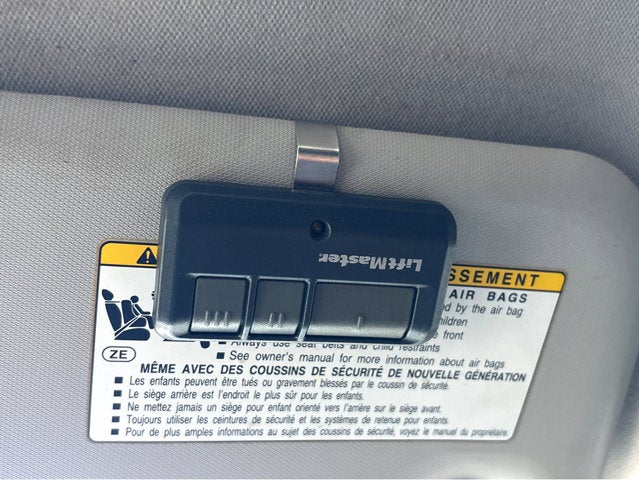 LiftMaster
III II I
SSEMENT
AIR BAGS
by the air bag
children
front
Always use seat belts and child restraints
ZE
■ See owner's manual for more information about air bags
MÊME AVEC DES COUSSINS DE SÉCURITÉ DE NOUVELLE GÉNÉRATION
■ Les enfants peuvent être tués ou gravement blessés par le coussin de sécurité.
■ Le siège arrière est l'endroit le plus sûr pour les enfants.
■ Ne mettez jamais un siège pour enfant orienté vers l'arrière sur le siège avant.
■ Toujours utiliser les ceintures de sécurité et les systèmes de retenue pour enfants.
■ Pour de plus amples informations au sujet des coussins de sécurité, voyez le manuel du propriétaire.